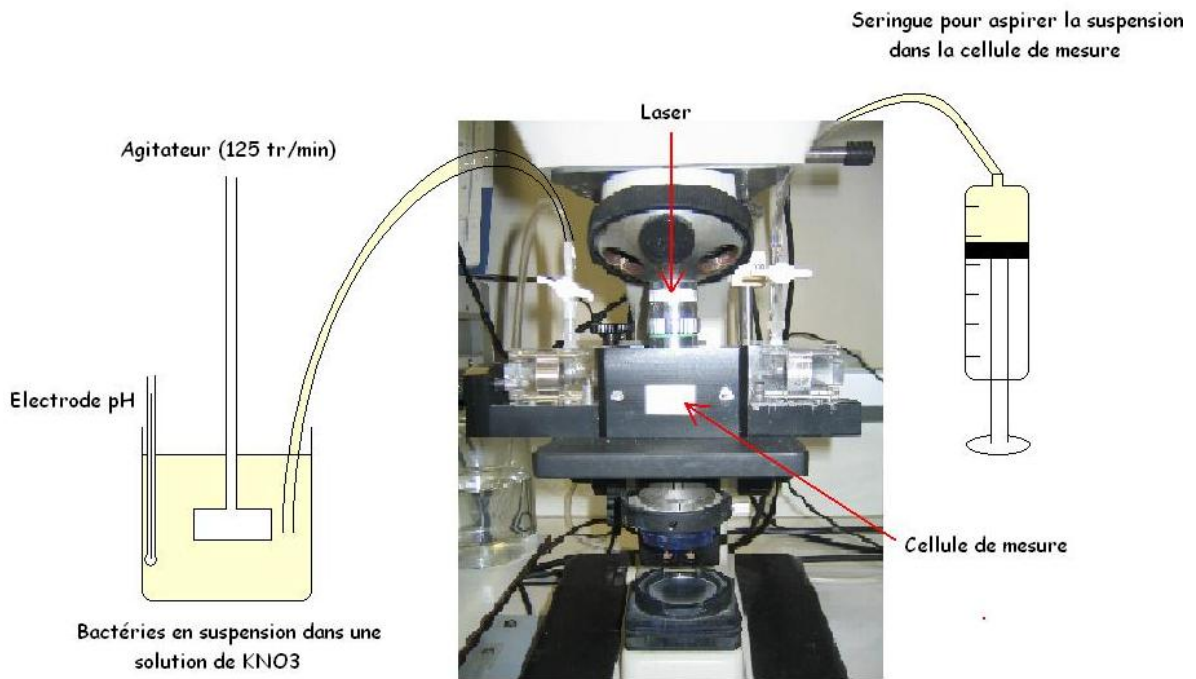 Seringue pour aspirer la suspension
dans la cellule de mesure
Laser
Agitateur (125 tr/min)
Electrode pH
Cellule de mesure
Bactéries en suspension dans une
solution de KNO3